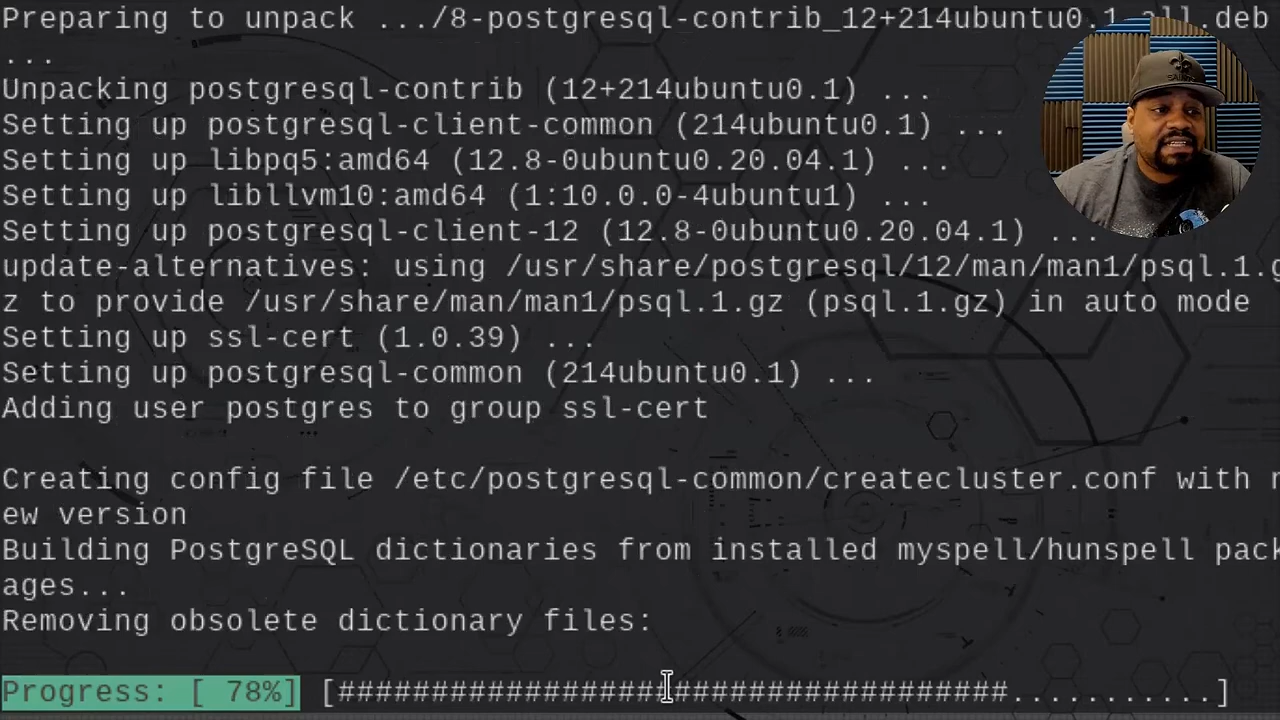 Preparing to unpack .../8-postgresql-contrib_12+214ubuntu0.1_all.deb
...
Unpacking postgresql-contrib (12+214ubuntu0.1) ...
Setting up postgresql-client-common (214ubuntu0.1) ...
Setting up libpq5:amd64 (12.8-0ubuntu0.20.04.1) ...
Setting up libllvm10:amd64 (1:10.0.0-4ubuntu1) ...
Setting up postgresql-client-12 (12.8-0ubuntu0.20.04.1) ...
update-alternatives: using /usr/share/postgresql/12/man/man1/psql.1.g
z to provide /usr/share/man/man1/psql.1.gz (psql.1.gz) in auto mode
Setting up ssl-cert (1.0.39) ...
Setting up postgresql-common (214ubuntu0.1) ...
Adding user postgres to group ssl-cert
Creating config file /etc/postgresql-common/createcluster.conf with n
ew version
Building PostgreSQL dictionaries from installed myspell/hunspell pack
ages...
Removing obsolete dictionary files:
Progress: [ 78%] [####################################............]
SAINTS